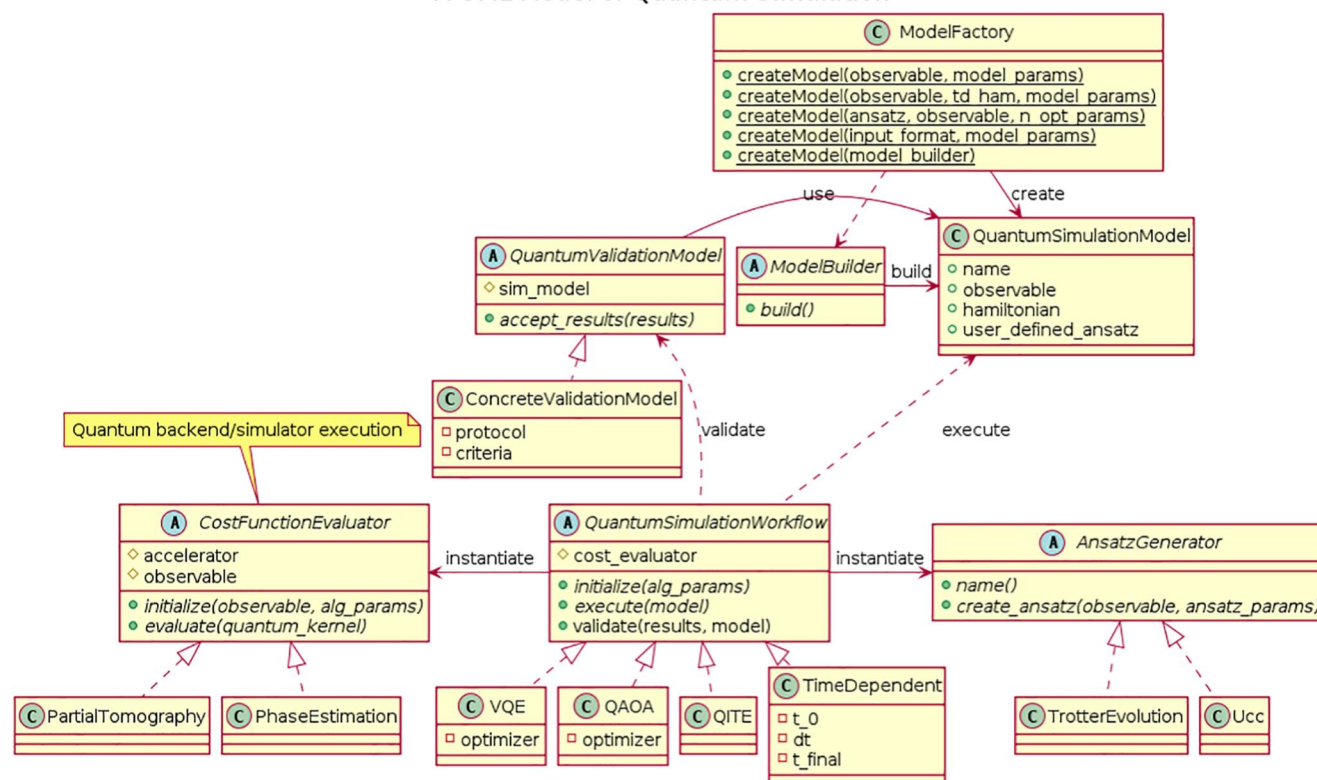 C ModelFactory
createModel(observable, model_params)
createModel(observable, td_ham, model_params)
createModel(ansatz, observable, n_opt_params)
createModel(input_format, model_params)
createModel(model_builder)
use
create
A QuantumValidationModel
sim_model
accept_results(results)
A ModelBuilder
build()
build
C QuantumSimulationModel
name
observable
hamiltonian
user_defined_ansatz
C ConcreteValidationModel
protocol
criteria
validate
execute
Quantum backend/simulator execution
A CostFunctionEvaluator
accelerator
observable
initialize(observable, alg_params)
evaluate(quantum_kernel)
instantiate
A QuantumSimulationWorkflow
cost_evaluator
initialize(alg_params)
execute(model)
validate(results, model)
instantiate
A AnsatzGenerator
name()
create_ansatz(observable, ansatz_params)
C PartialTomography
C PhaseEstimation
C VQE
optimizer
C QAOA
optimizer
C QITE
C TimeDependent
t_0
dt
t_final
C TrotterEvolution
C Ucc